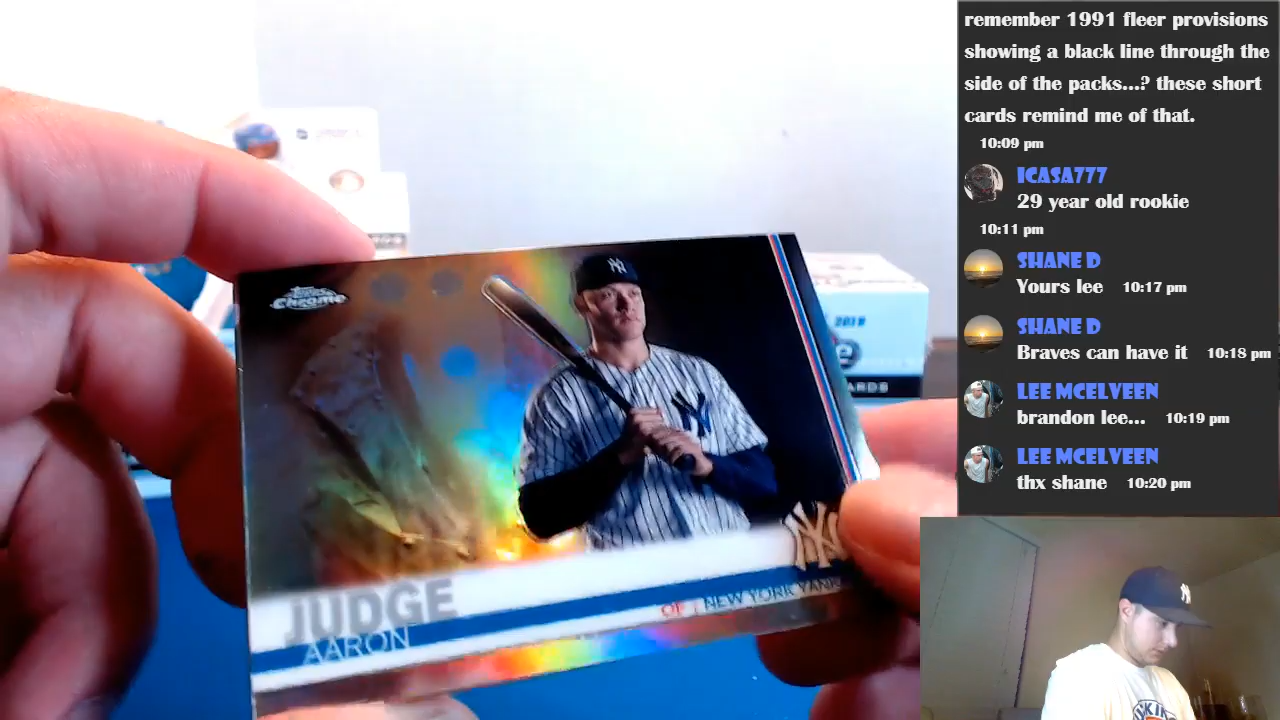 remember 1991 fleer provisions
showing a black line through the
side of the packs...? these short
cards remind me of that.
10:09 pm
ICASA777
29 year old rookie
10:11 pm
SHANE D
Yours lee 10:17 pm
SHANE D
Braves can have it 10:18 pm
LEE MCELVEEN
brandon lee... 10:19 pm
LEE MCELVEEN
thx shane 10:20 pm
Topps
Chrome
NY
NY
NY
JUDGE
AARON
OF | NEW YORK YANK
2019
ARDS